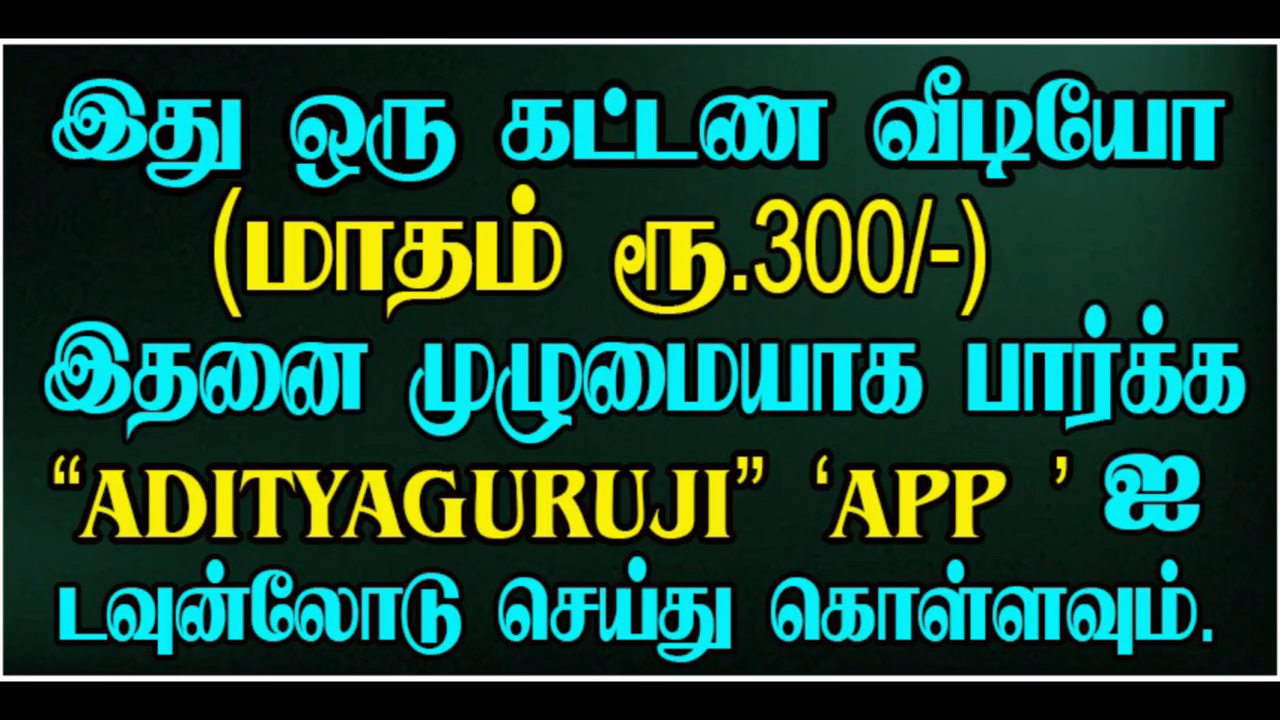 இது ஒரு கட்டண வீடியோ
(மாதம் ரூ.300/-)
இதனை முழுமையாக பார்க்க
“ADITYAGURUJI” ‘APP ’ ஐ
டவுன்லோடு செய்து கொள்ளவும்.